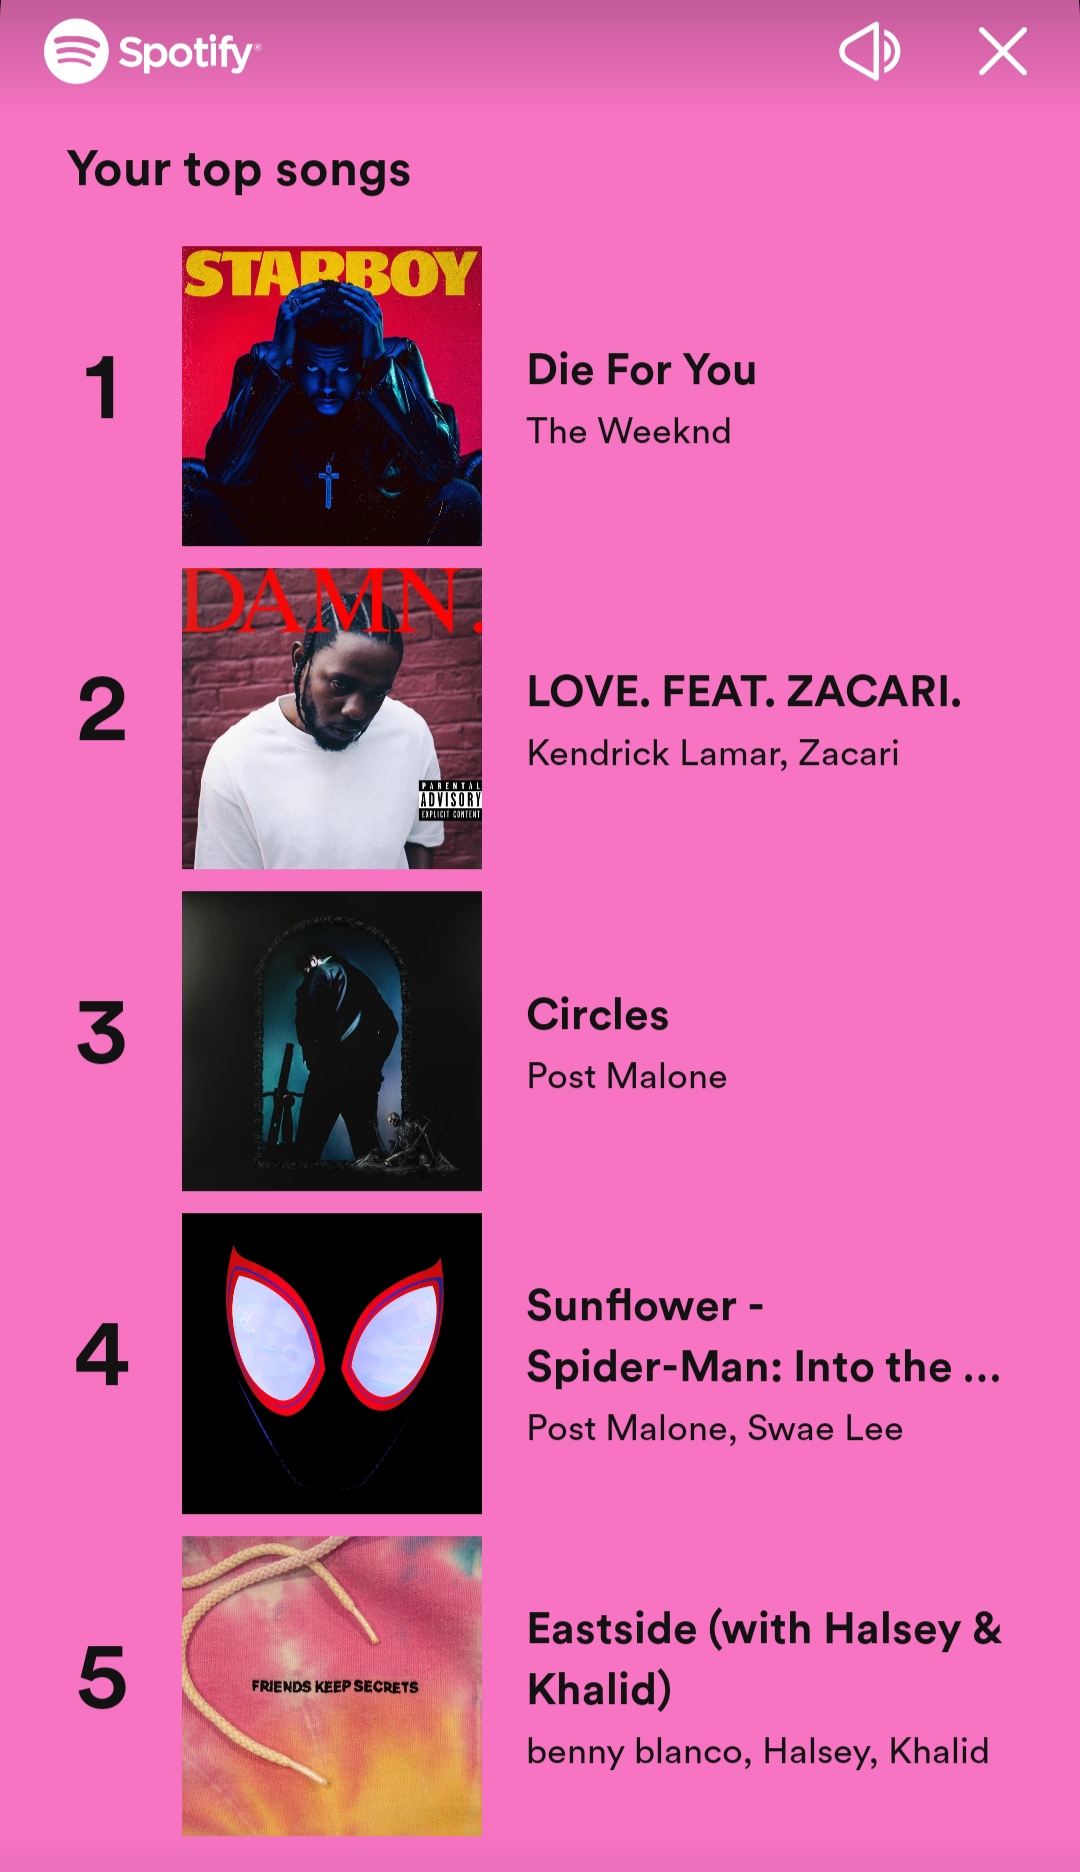 Spotify®
Your top songs
1
STARBOY
Die For You
The Weeknd
2
DAMN.
PARENTAL
ADVISORY
EXPLICIT CONTENT
LOVE. FEAT. ZACARI.
Kendrick Lamar, Zacari
3
Circles
Post Malone
4
Sunflower -
Spider-Man: Into the ...
Post Malone, Swae Lee
5
FRIENDS KEEP SECRETS
Eastside (with Halsey &
Khalid)
benny blanco, Halsey, Khalid